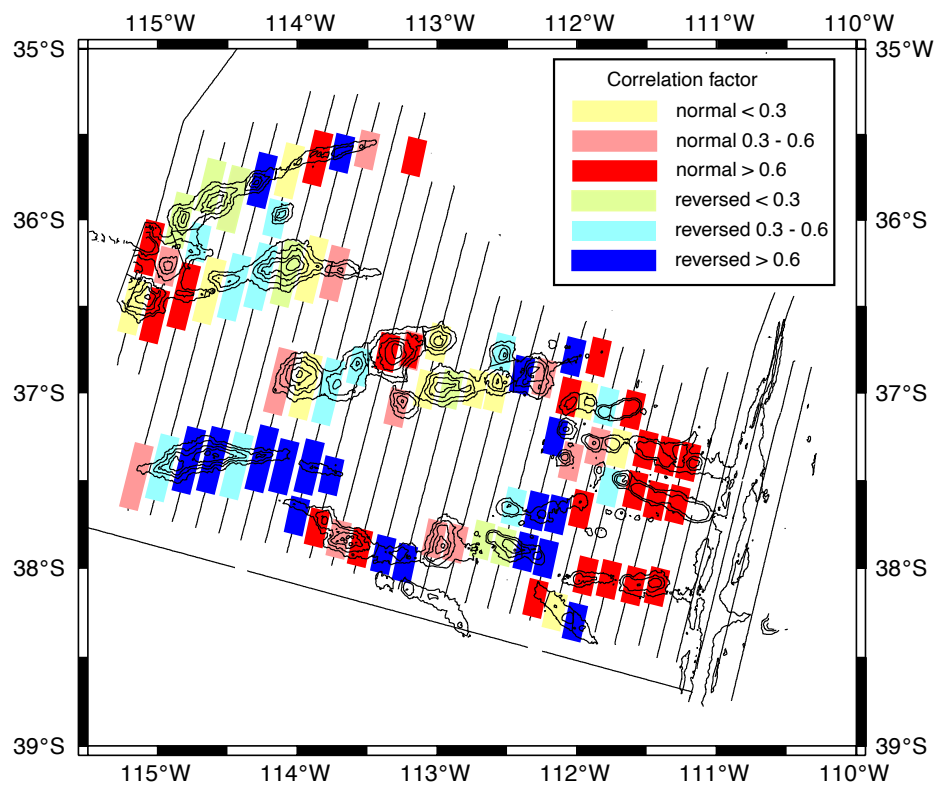 115°W 114°W 113°W 112°W 111°W 110°W
35°S 35°W
Correlation factor
normal < 0.3
normal 0.3 - 0.6
normal > 0.6
reversed < 0.3
reversed 0.3 - 0.6
reversed > 0.6
36°S 36°S
37°S 37°S
38°S 38°S
39°S 39°S
115°W 114°W 113°W 112°W 111°W 110°W